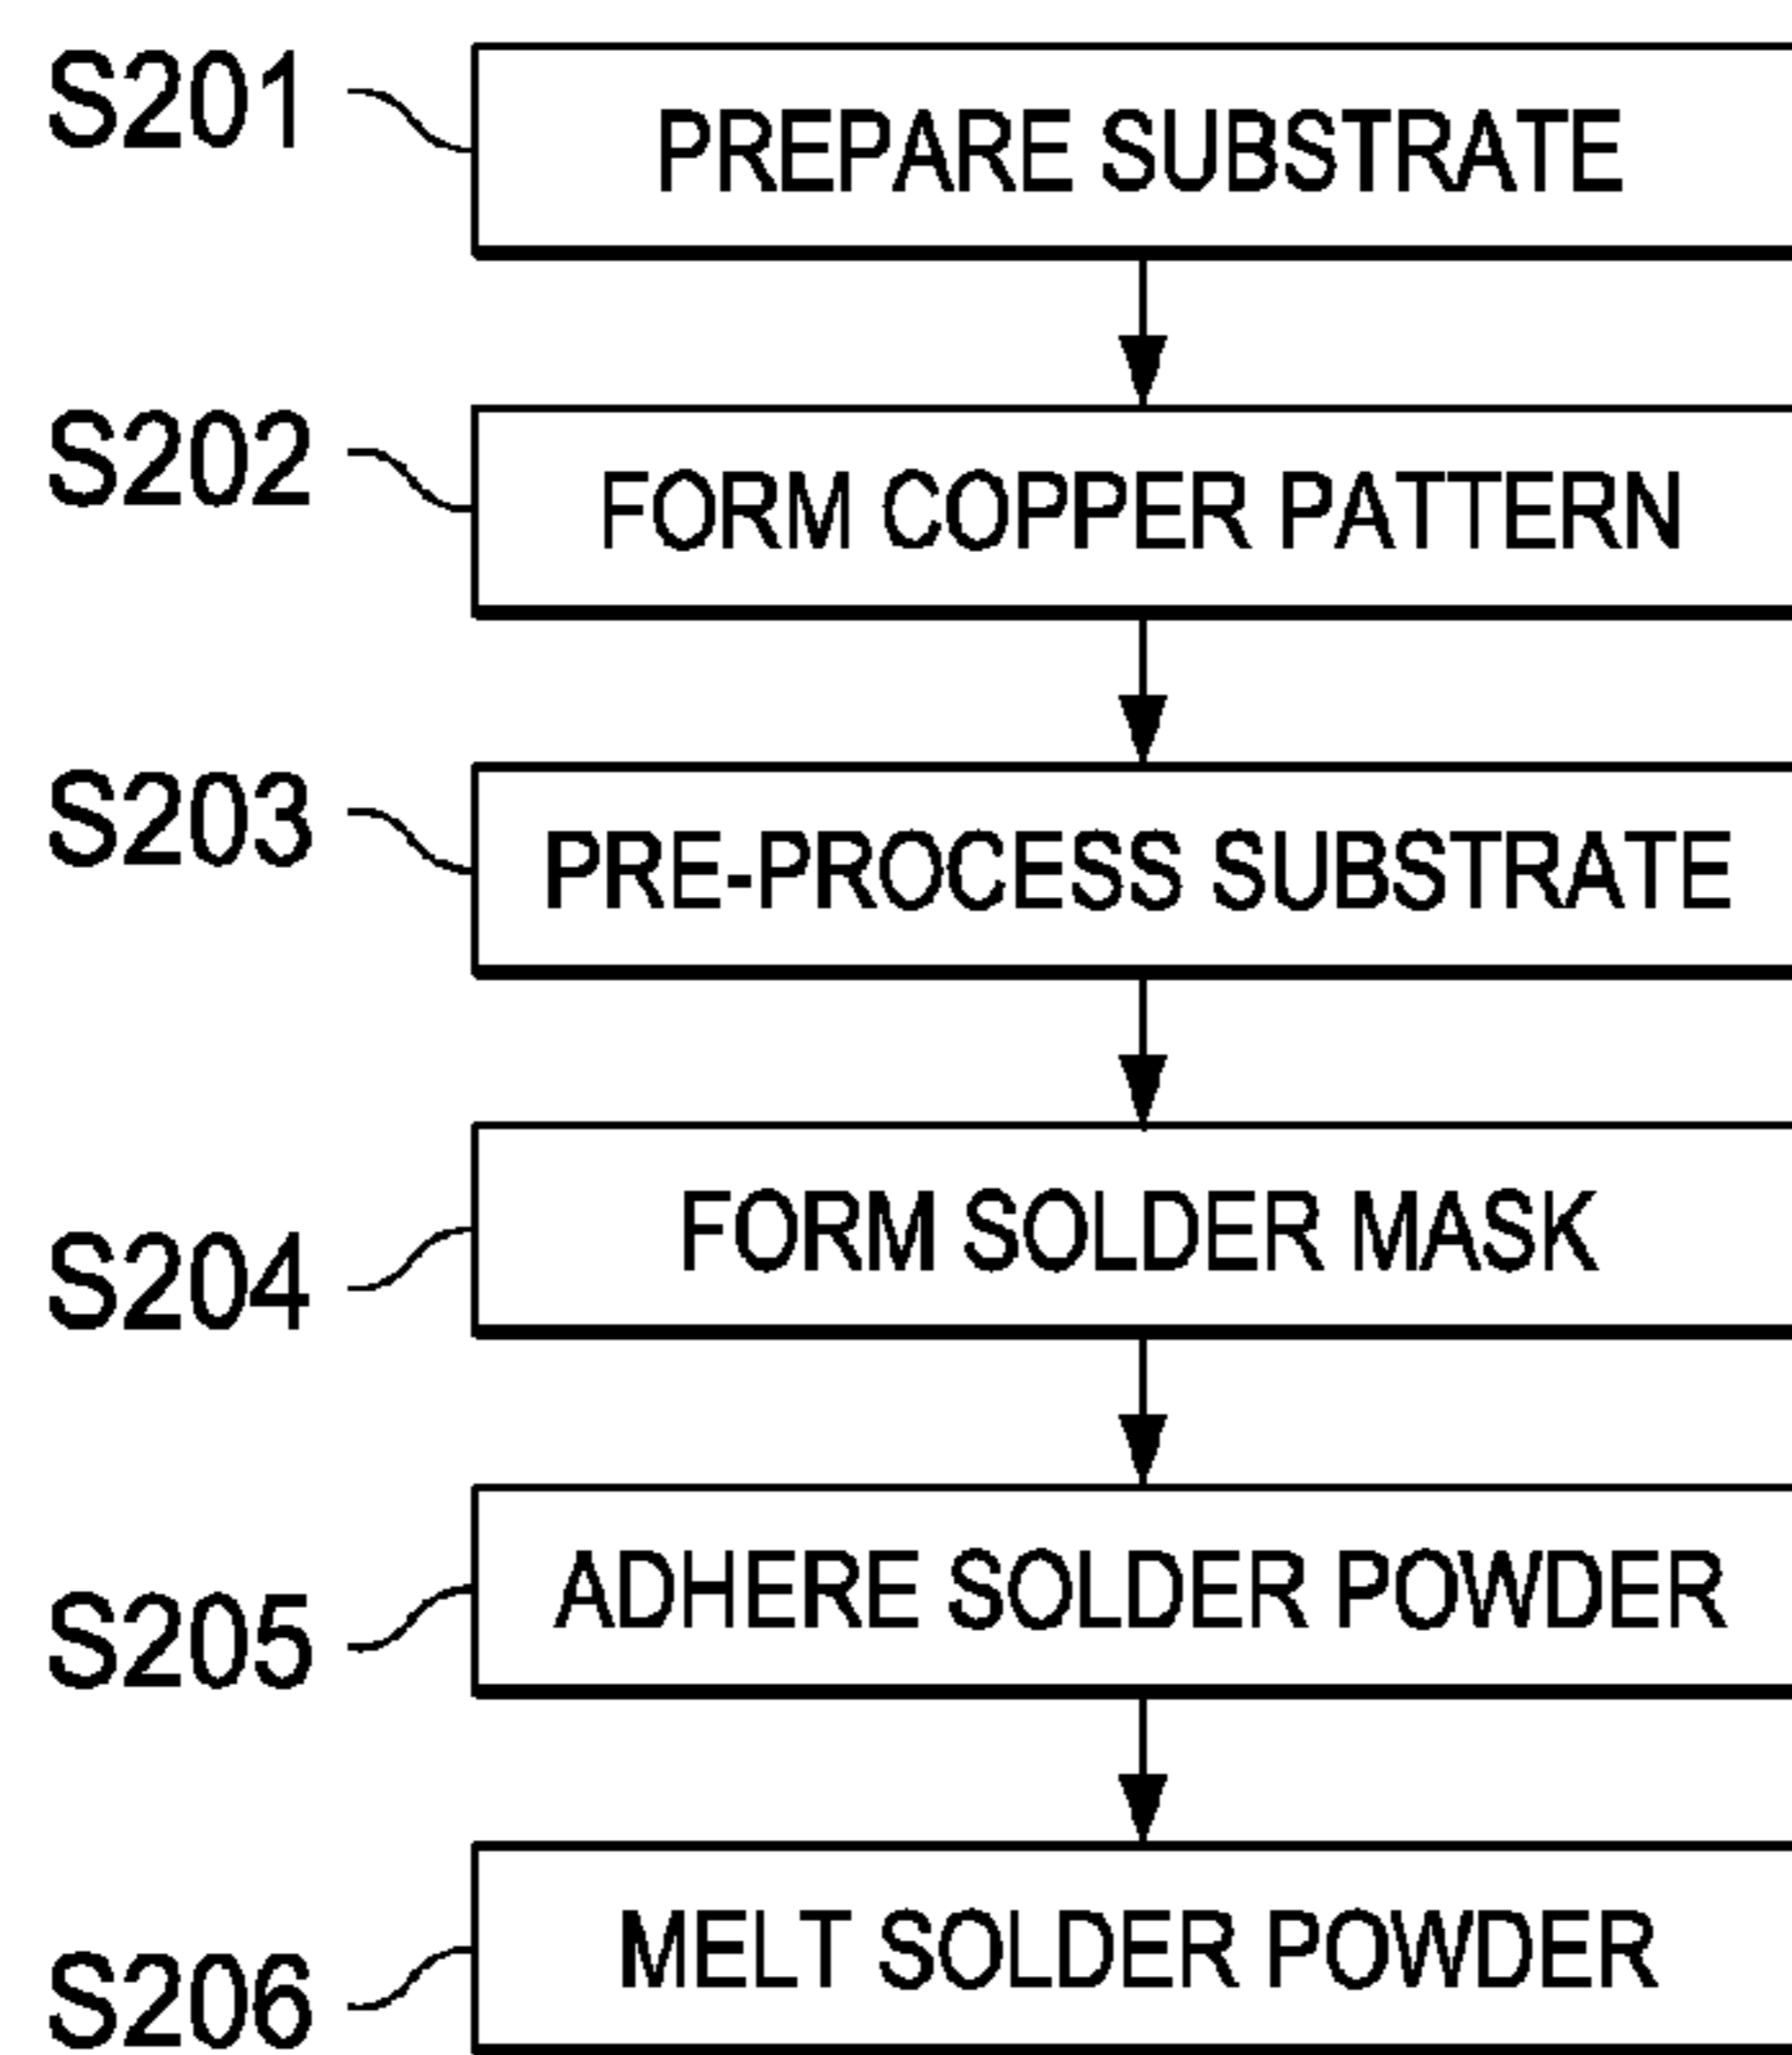 S201 PREPARE SUBSTRATE
S202 FORM COPPER PATTERN
S203 PRE-PROCESS SUBSTRATE
S204 FORM SOLDER MASK
S205 ADHERE SOLDER POWDER
S206 MELT SOLDER POWDER